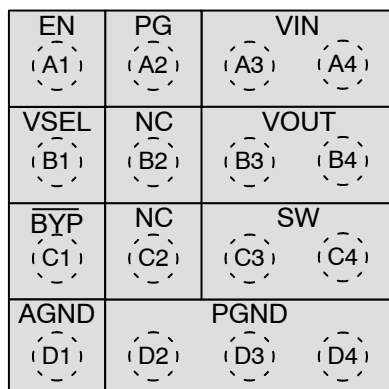 EN PG VIN
A1 A2 A3 A4
VSEL NC VOUT
B1 B2 B3 B4
BYP NC SW
C1 C2 C3 C4
AGND PGND
D1 D2 D3 D4